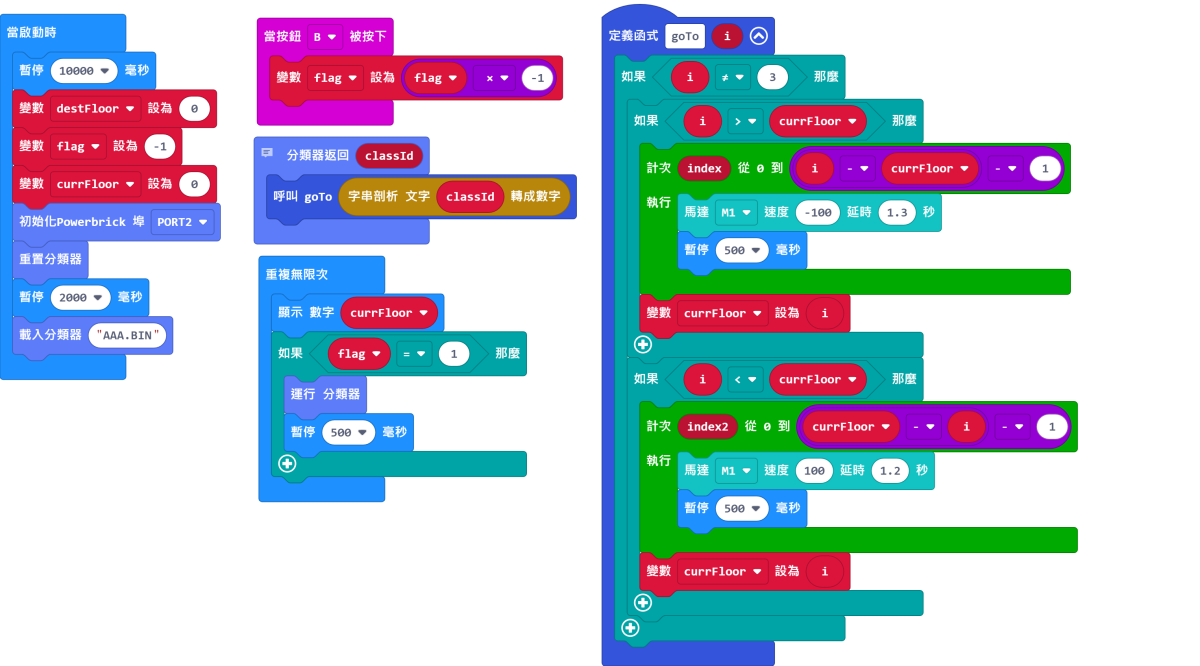 當啟動時
暫停 10000 毫秒
變數 destFloor 設為 0
變數 flag 設為 -1
變數 currFloor 設為 0
初始化Powerbrick 埠 PORT2
重置分類器
暫停 2000 毫秒
載入分類器 "AAA.BIN"
當按鈕 B 被按下
變數 flag 設為 flag × -1
分類器返回 classId
呼叫 goTo 字串剖析 文字 classId 轉成數字
重複無限次
顯示 數字 currFloor
如果 flag = 1 那麼
運行 分類器
暫停 500 毫秒
定義函式 goTo i
如果 i ≠ 3 那麼
如果 i > currFloor 那麼
計次 index 從 0 到 i - currFloor - 1
執行
馬達 M1 速度 -100 延時 1.3 秒
暫停 500 毫秒
變數 currFloor 設為 i
如果 i < currFloor 那麼
計次 index2 從 0 到 currFloor - i - 1
執行
馬達 M1 速度 100 延時 1.2 秒
暫停 500 毫秒
變數 currFloor 設為 i